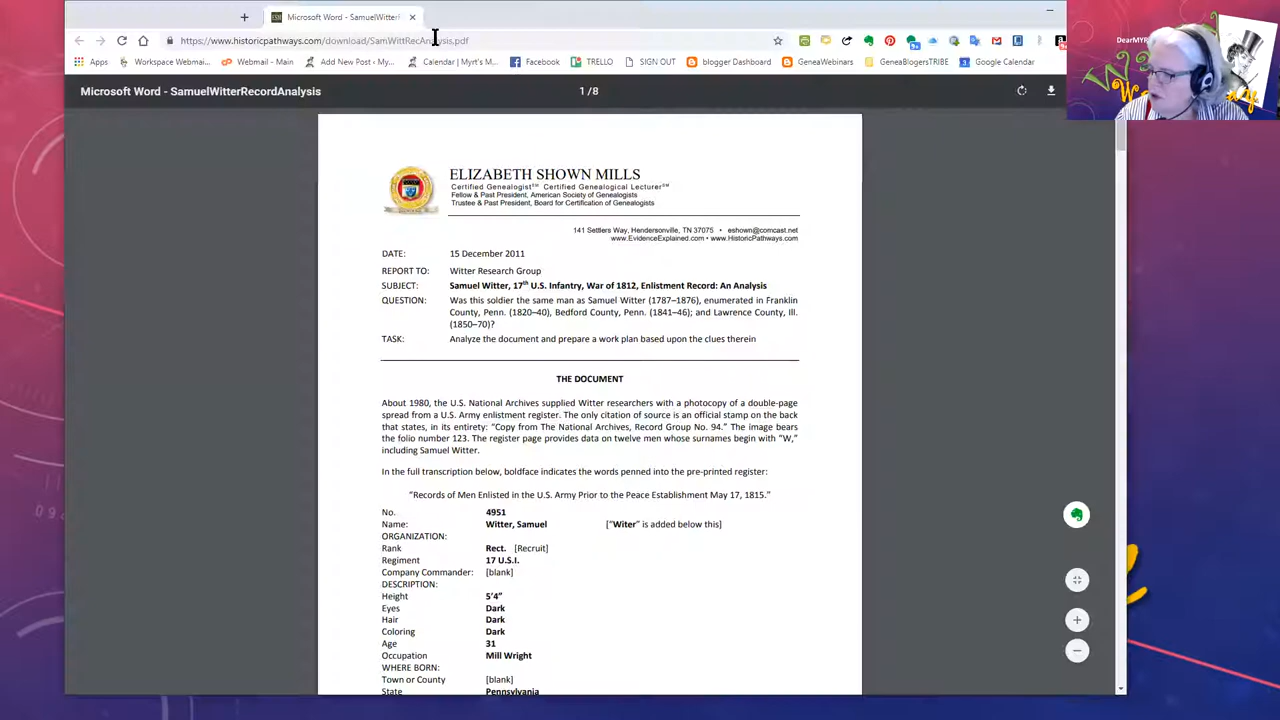 Microsoft Word - SamuelWitter
https://www.historicpathways.com/download/SamWittRecAnalysis.pdf
Apps Workspace Webmai... Webmail - Main Add New Post ‹ My... Calendar | Myrt's M... Facebook TRELLO SIGN OUT blogger Dashboard GeneaWebinars GeneaBlogersTRIBE Google Calendar
DearMYR
Microsoft Word - SamuelWitterRecordAnalysis 1 / 8
ELIZABETH SHOWN MILLS
Certified Genealogist℠ Certified Genealogical Lecturer℠
Fellow & Past President, American Society of Genealogists
Trustee & Past President, Board for Certification of Genealogists
141 Settlers Way, Hendersonville, TN 37075 • eshown@comcast.net
www.EvidenceExplained.com • www.HistoricPathways.com
DATE: 15 December 2011
REPORT TO: Witter Research Group
SUBJECT: Samuel Witter, 17th U.S. Infantry, War of 1812, Enlistment Record: An Analysis
QUESTION: Was this soldier the same man as Samuel Witter (1787–1876), enumerated in Franklin
County, Penn. (1820–40), Bedford County, Penn. (1841–46); and Lawrence County, Ill.
(1850–70)?
TASK: Analyze the document and prepare a work plan based upon the clues therein
THE DOCUMENT
About 1980, the U.S. National Archives supplied Witter researchers with a photocopy of a double-page
spread from a U.S. Army enlistment register. The only citation of source is an official stamp on the back
that states, in its entirety: “Copy from The National Archives, Record Group No. 94.” The image bears
the folio number 123. The register page provides data on twelve men whose surnames begin with “W,”
including Samuel Witter.
In the full transcription below, boldface indicates the words penned into the pre-printed register:
“Records of Men Enlisted in the U.S. Army Prior to the Peace Establishment May 17, 1815.”
No. 4951
Name: Witter, Samuel [“Witer” is added below this]
ORGANIZATION:
Rank Rect. [Recruit]
Regiment 17 U.S.I.
Company Commander: [blank]
DESCRIPTION:
Height 5’4”
Eyes Dark
Hair Dark
Coloring Dark
Age 31
Occupation Mill Wright
WHERE BORN:
Town or County [blank]
State Pennsylvania